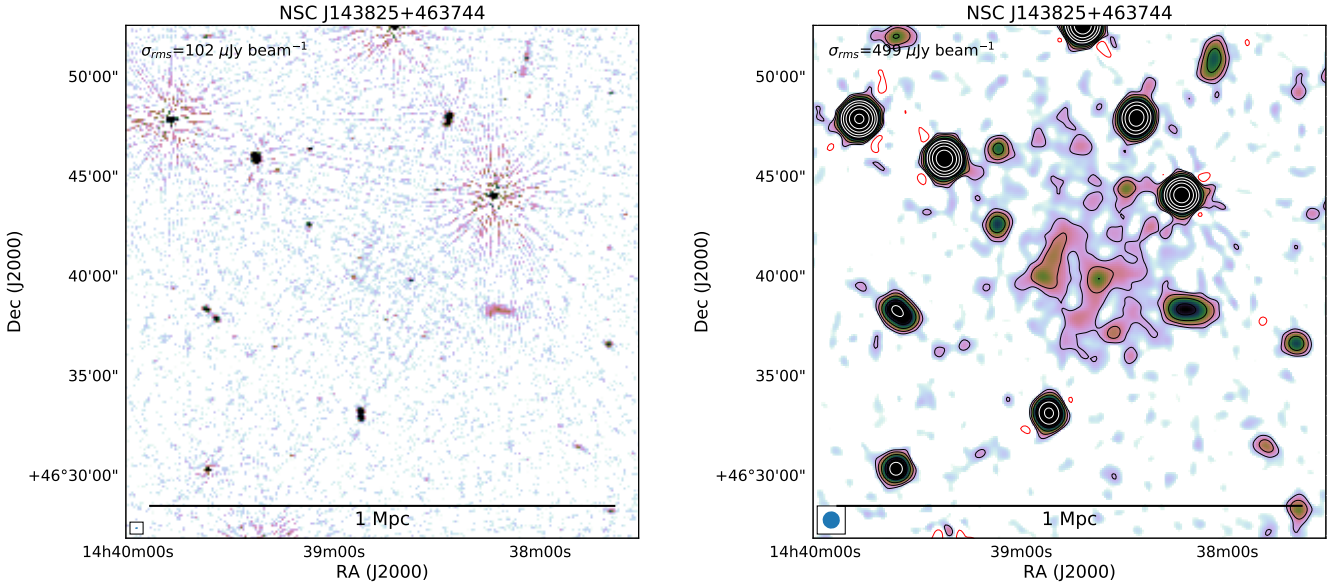 NSC J143825+463744
σrms=102 μJy beam⁻¹
50'00"
45'00"
40'00"
35'00"
+46°30'00"
Dec (J2000)
1 Mpc
14h40m00s
39m00s
38m00s
RA (J2000)
NSC J143825+463744
σrms=499 μJy beam⁻¹
50'00"
45'00"
40'00"
35'00"
+46°30'00"
Dec (J2000)
1 Mpc
14h40m00s
39m00s
38m00s
RA (J2000)